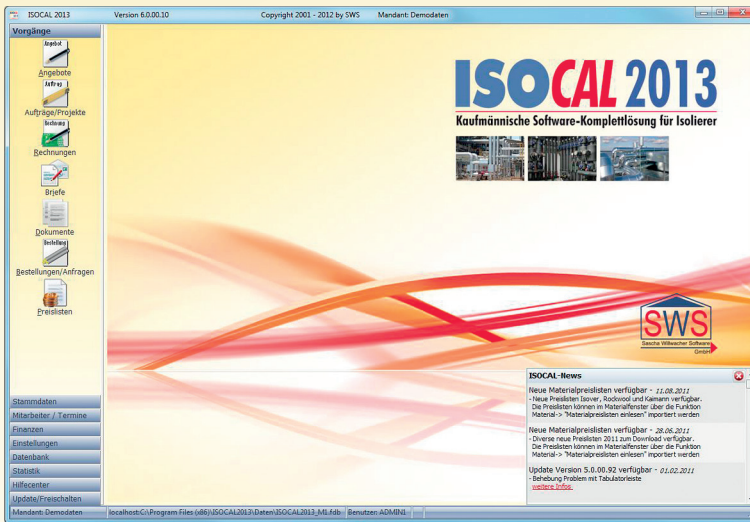 ISOCAL 2013 Version 6.0.00.10 Copyright 2001 - 2012 by SWS Mandant: Demodaten
Vorgänge
Angebot
Angebote
Auftrag
Aufträge/Projekte
Rechnung
Rechnungen
Briefe
Dokumente
Bestellung
Bestellungen/Anfragen
Preislisten
Stammdaten
Mitarbeiter / Termine
Finanzen
Einstellungen
Datenbank
Statistik
Hilfecenter
Update/Freischalten
ISOCAL 2013
Kaufmännische Software-Komplettlösung für Isolierer
SWS
Sascha Willwacher Software
GmbH
ISOCAL-News
Neue Materialpreislisten verfügbar - 11.08.2011
- Neue Preislisten Isover, Rockwool und Kaimann verfügbar.
Die Preislisten können im Materialfenster über die Funktion
Material-> "Materialpreislisten einlesen" importiert werden
Neue Materialpreislisten verfügbar - 28.06.2011
- Diverse neue Preislisten 2011 zum Download verfügbar.
Die Preislisten können im Materialfenster über die Funktion
Material-> "Materialpreislisten einlesen" importiert werden
Update Version 5.0.00.92 verfügbar - 01.02.2011
- Behebung Problem mit Tabulatorleiste
weitere Infos
Mandant: Demodaten localhost:C:\Program Files (x86)\ISOCAL2013\Daten\ISOCAL2013_M1.fdb Benutzer: ADMIN1